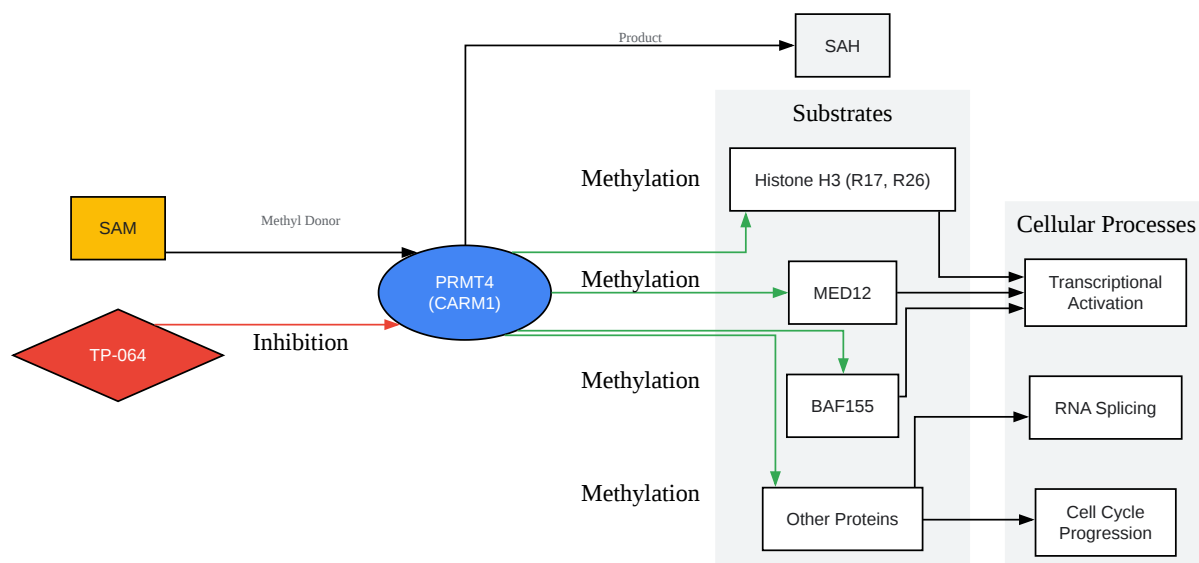 Product
SAH
Substrates
Methylation
Histone H3 (R17, R26)
SAM
Methyl Donor
Cellular Processes
PRMT4
(CARM1)
Methylation
MED12
Transcriptional
Activation
TP-064
Inhibition
Methylation
BAF155
RNA Splicing
Methylation
Other Proteins
Cell Cycle
Progression